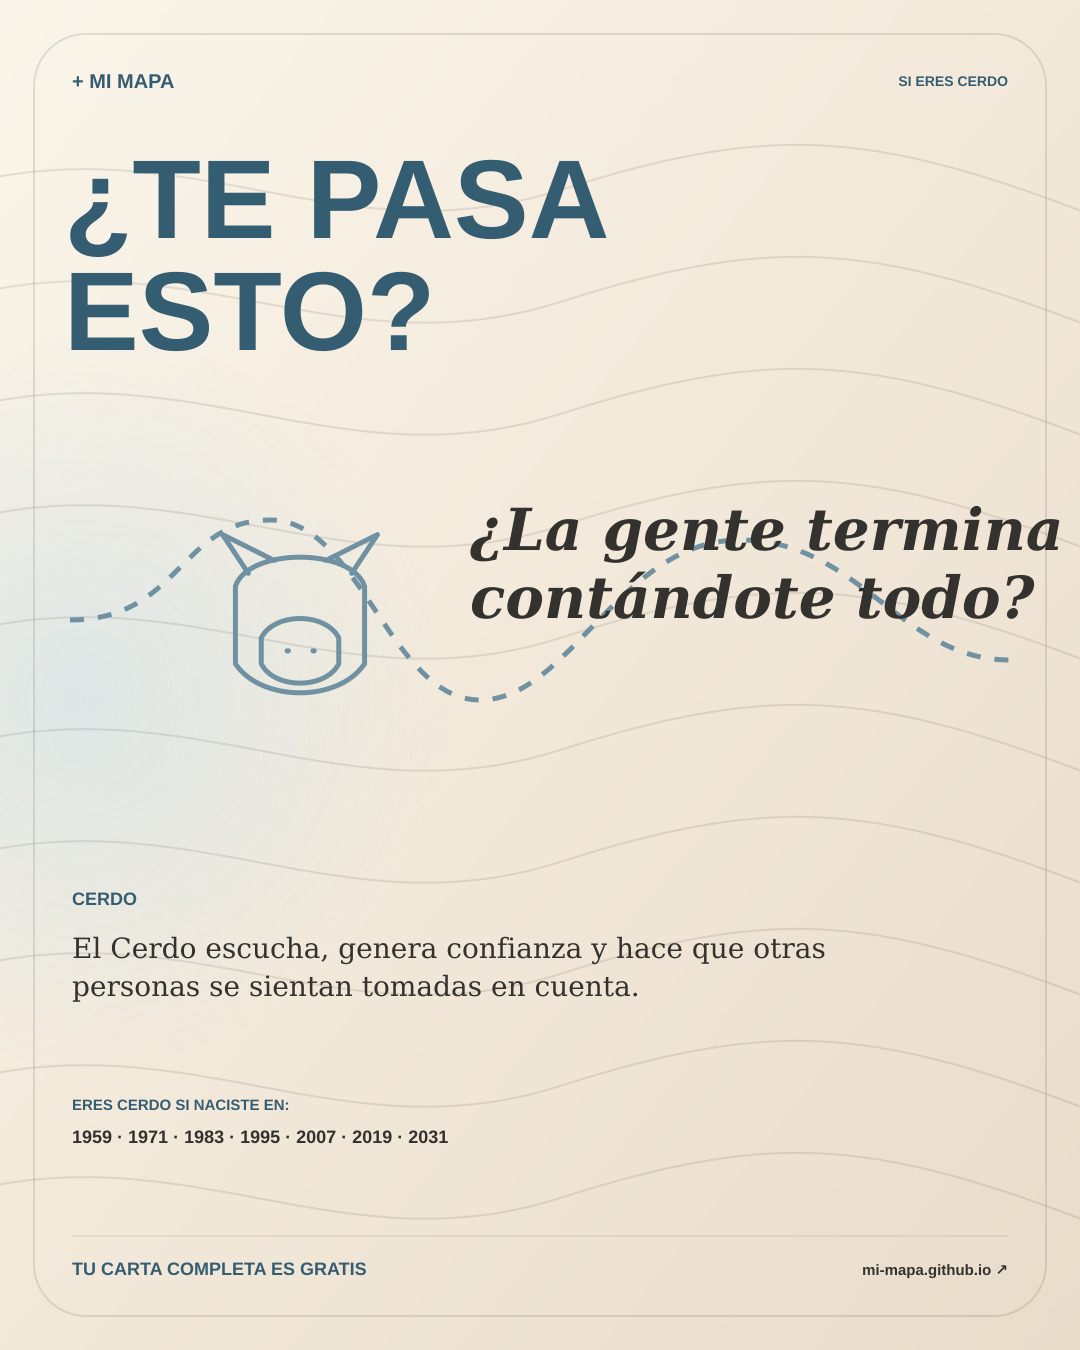 + MI MAPA
SI ERES CERDO
¿TE PASA
ESTO?
¿La gente termina
contándote todo?
CERDO
El Cerdo escucha, genera confianza y hace que otras
personas se sientan tomadas en cuenta.
ERES CERDO SI NACISTE EN:
1959 · 1971 · 1983 · 1995 · 2007 · 2019 · 2031
TU CARTA COMPLETA ES GRATIS
mi-mapa.github.io ↗